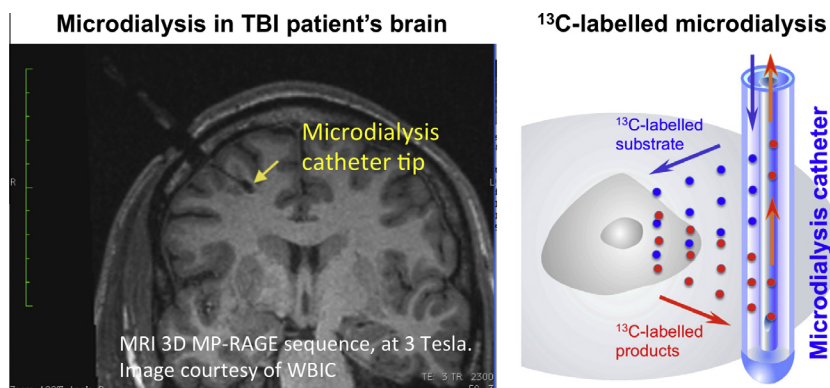 Microdialysis in TBI patient's brain
R
L
Microdialysis
catheter tip
MRI 3D MP-RAGE sequence, at 3 Tesla.
Image courtesy of WBIC
TE: 3 TR: 2300
¹³C-labelled microdialysis
¹³C-labelled
substrate
¹³C-labelled
products
Microdialysis catheter